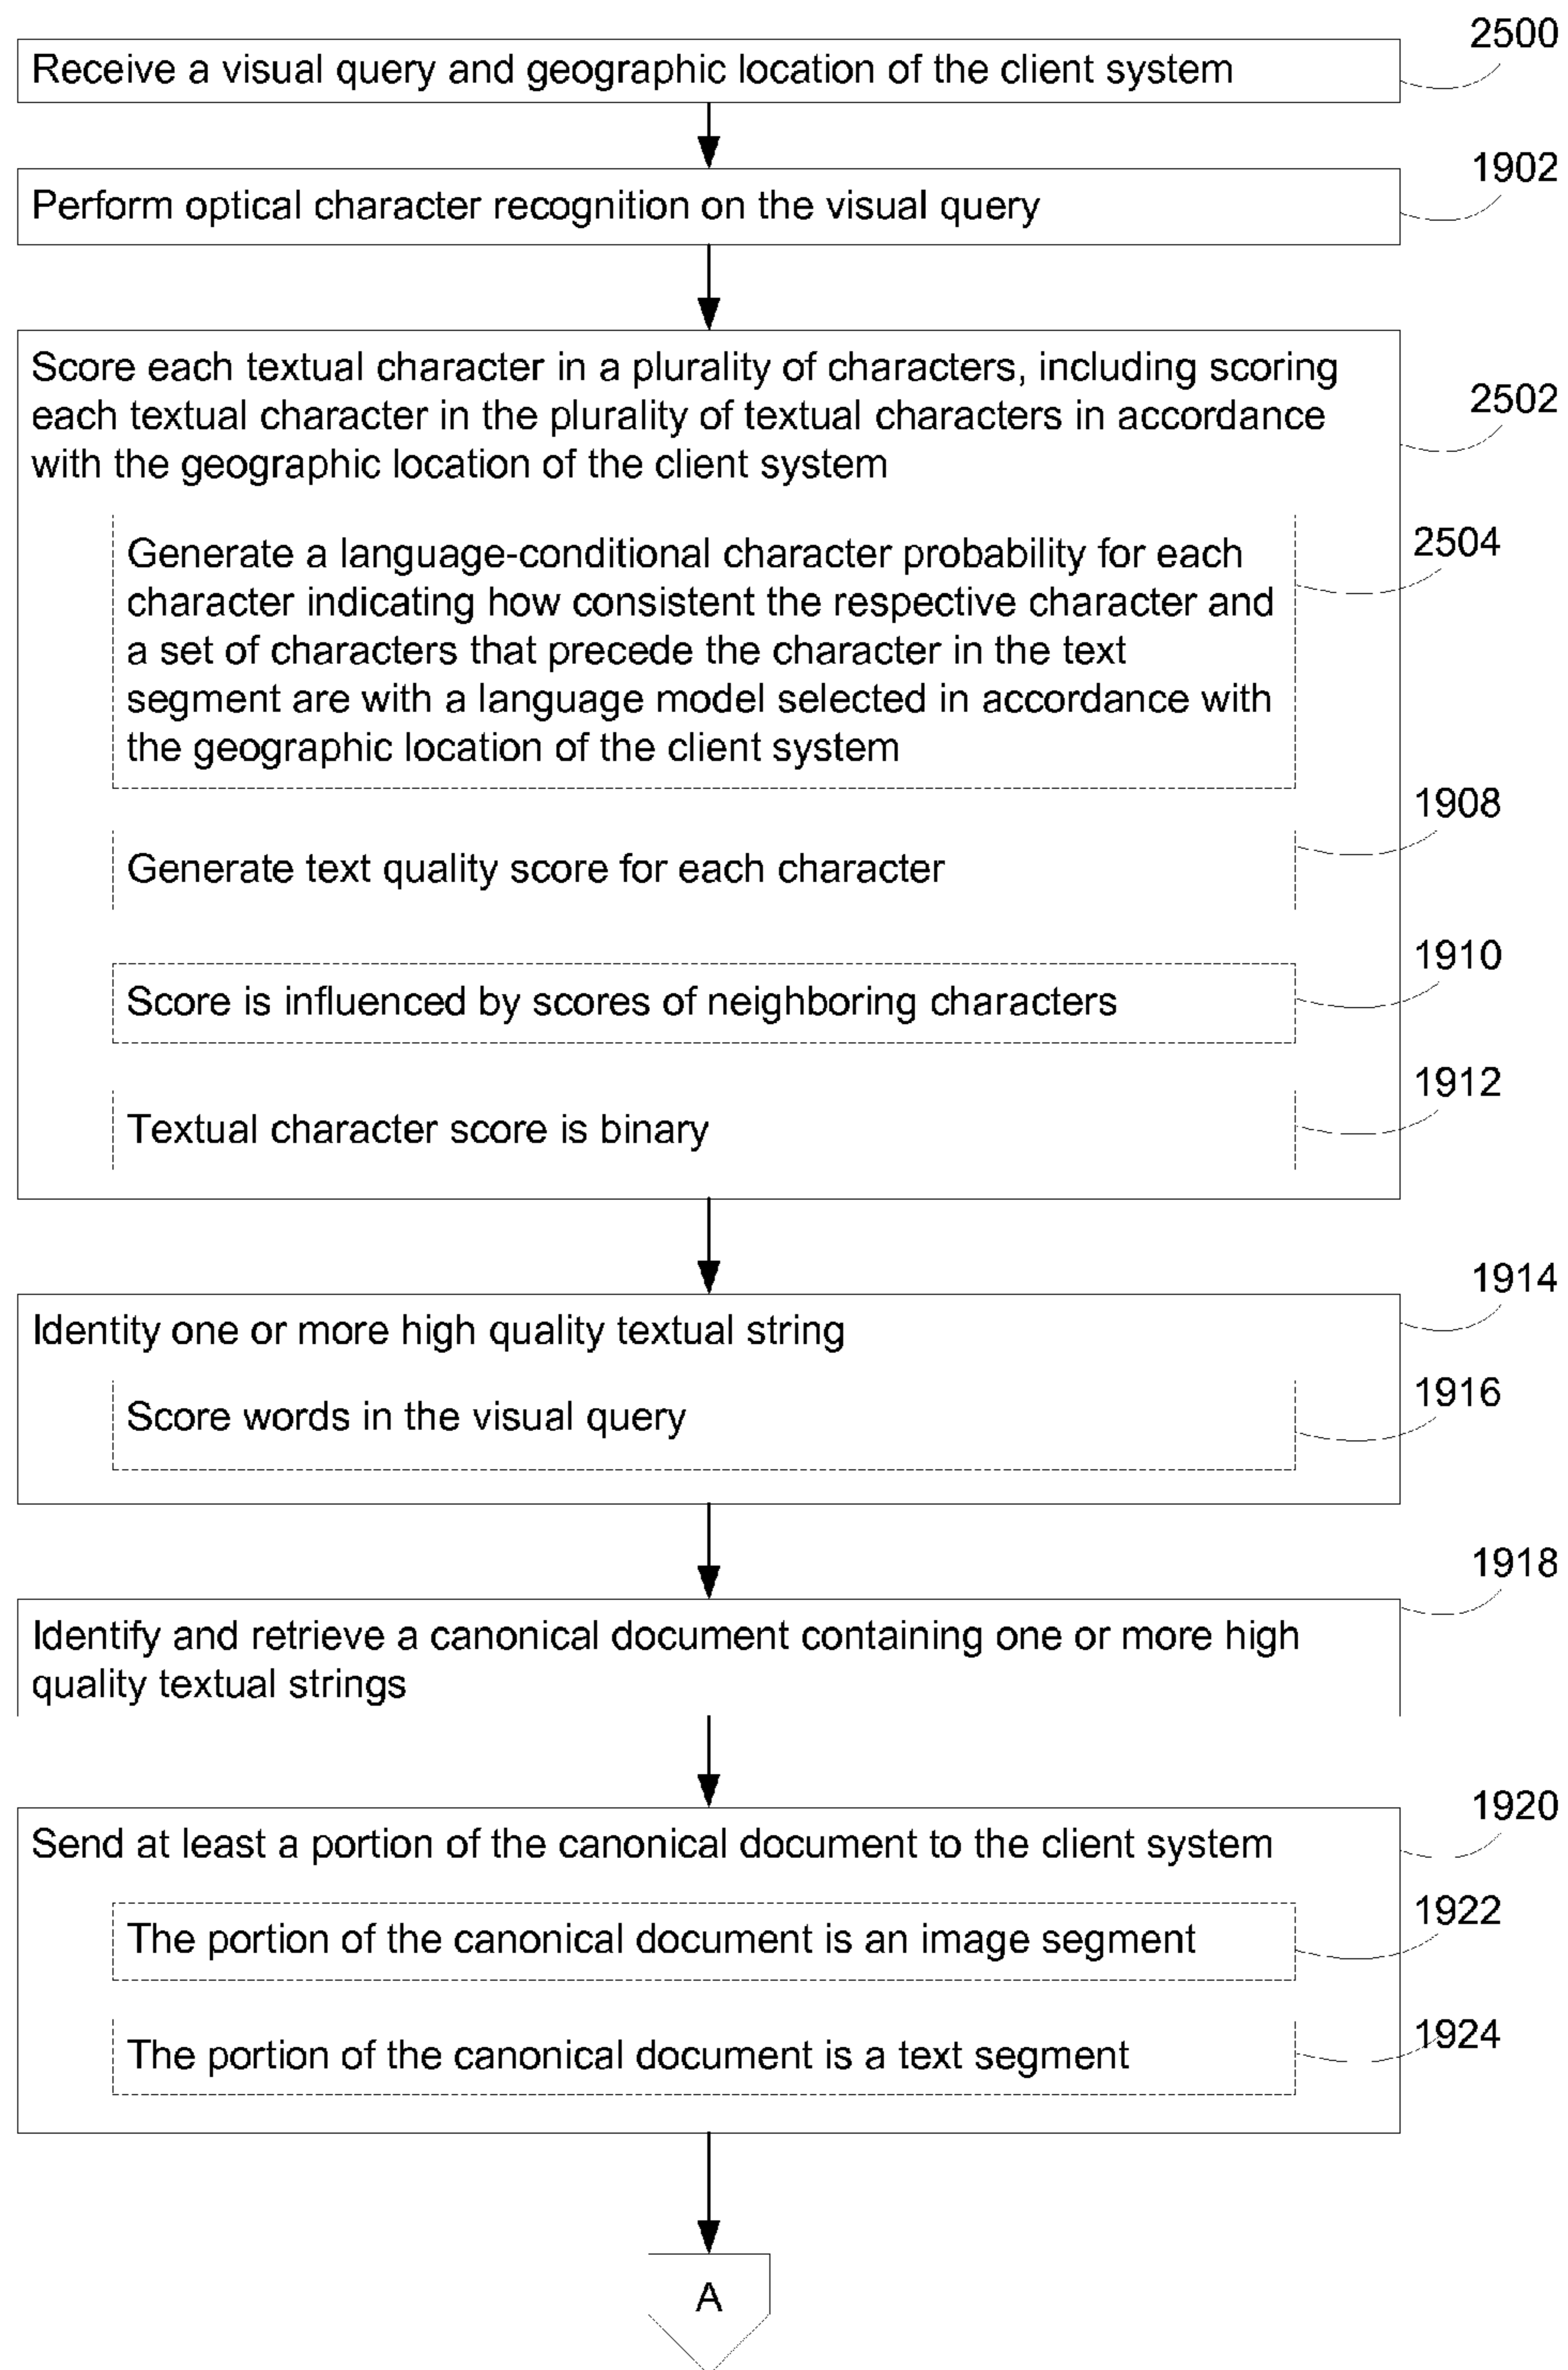 2500
Receive a visual query and geographic location of the client system
1902
Perform optical character recognition on the visual query
Score each textual character in a plurality of characters, including scoring
each textual character in the plurality of textual characters in accordance
with the geographic location of the client system
2502
Generate a language-conditional character probability for each
character indicating how consistent the respective character and
a set of characters that precede the character in the text
segment are with a language model selected in accordance with
the geographic location of the client system
2504
1908
Generate text quality score for each character
1910
Score is influenced by scores of neighboring characters
1912
Textual character score is binary
1914
Identity one or more high quality textual string
1916
Score words in the visual query
1918
Identify and retrieve a canonical document containing one or more high
quality textual strings
1920
Send at least a portion of the canonical document to the client system
1922
The portion of the canonical document is an image segment
1924
The portion of the canonical document is a text segment
A